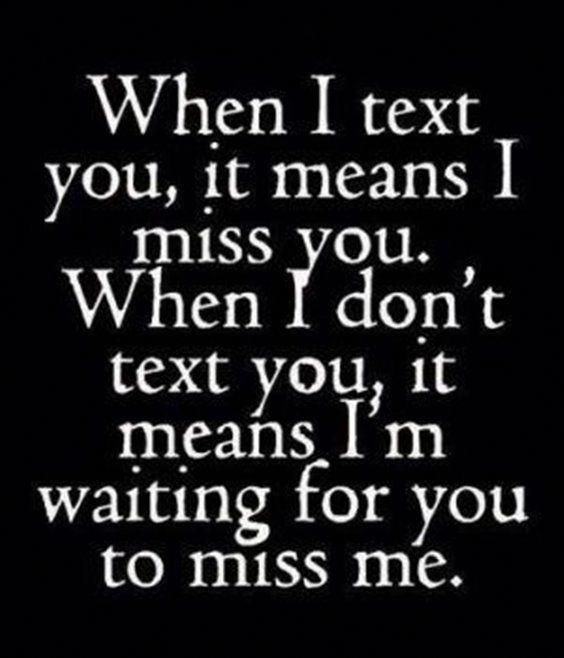 When I text
you, it means I
miss you.
When I don't
text you, it
means I'm
waiting for you
to miss me.